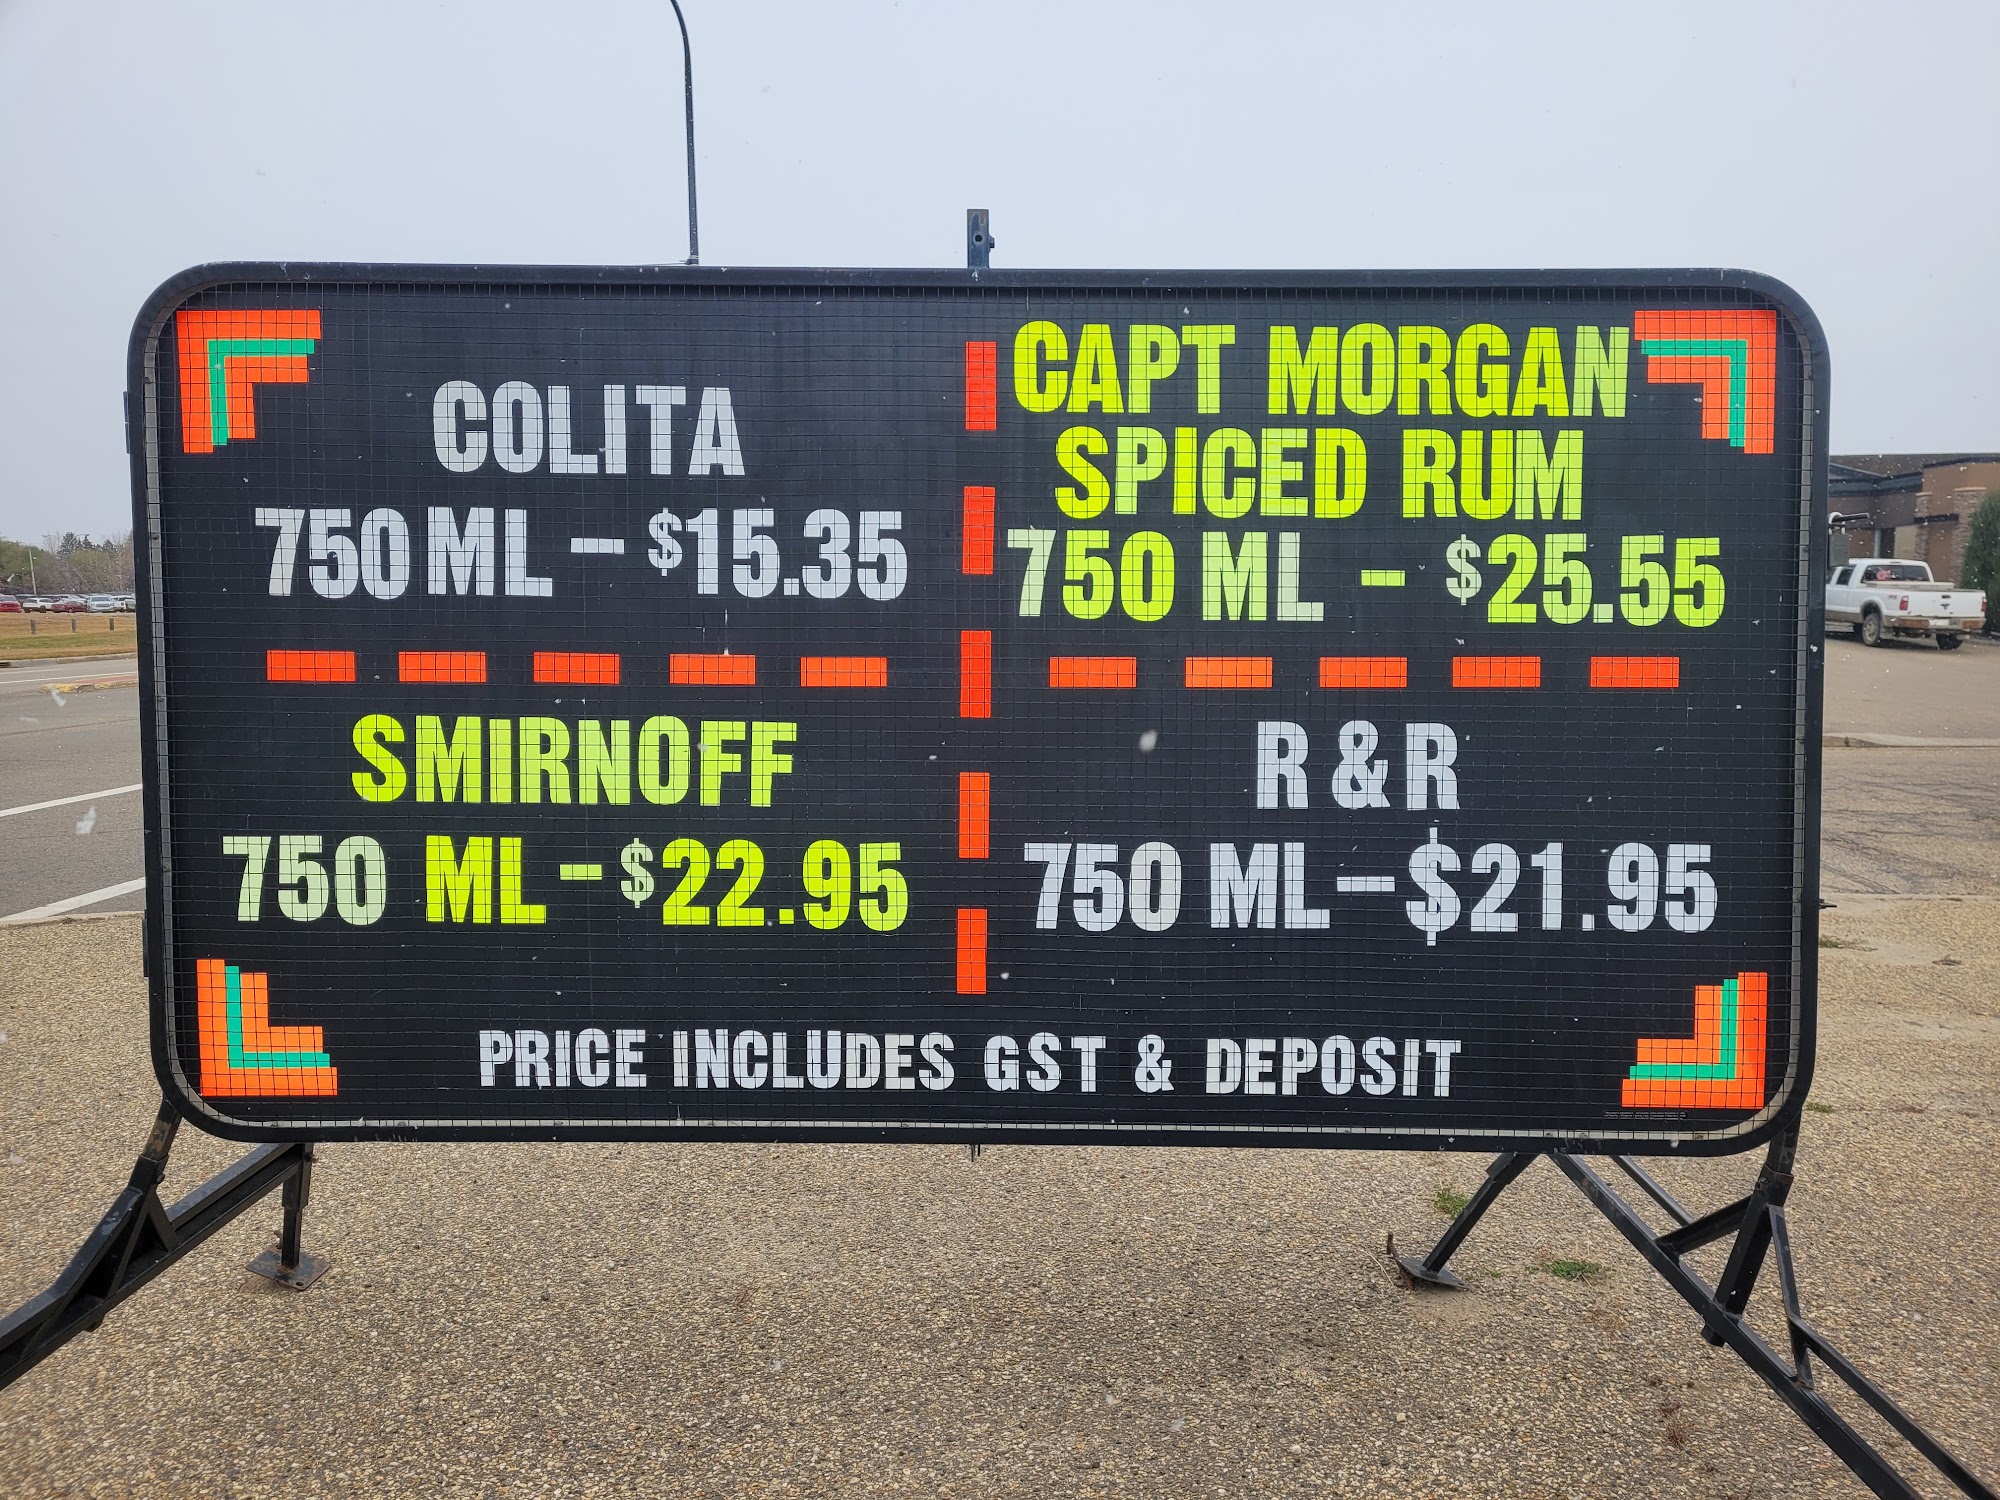 COLITA
750 ML - $15.35
CAPT MORGAN
SPICED RUM
750 ML - $25.55
SMIRNOFF
750 ML - $22.95
R & R
750 ML - $21.95
PRICE INCLUDES GST & DEPOSIT